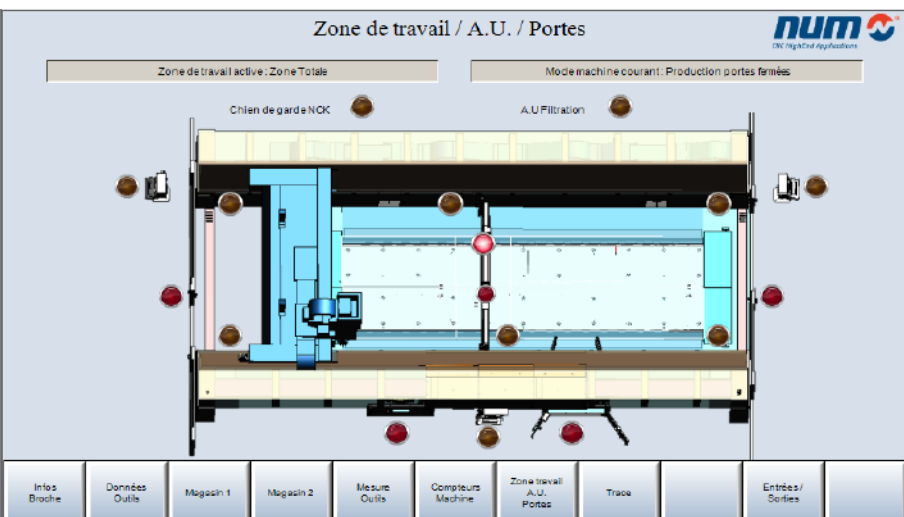 Zone de travail / A.U. / Portes
num
CNC HighEnd Applications
Zone de travail active : Zone Totale
Mode machine courant : Production portes fermées
Chien de garde NCK
A.U Filtration
Infos
Broche
Données
Outils
Magasin 1
Magasin 2
Mesure
Outils
Compteurs
Machine
Zone travail
A.U.
Portes
Trace
Entrées /
Sorties